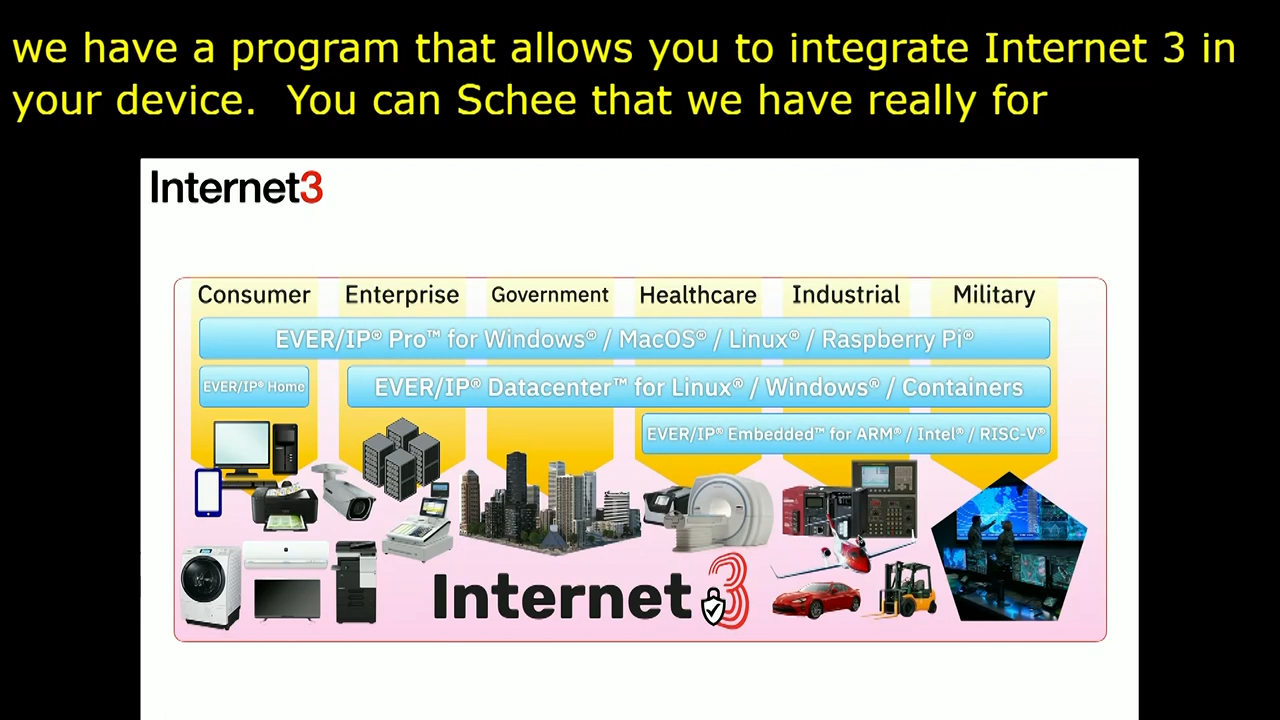 we have a program that allows you to integrate Internet 3 in
your device.  You can Schee that we have really for
Internet3
Consumer Enterprise Government Healthcare Industrial Military
EVER/IP® Pro™ for Windows® / MacOS® / Linux® / Raspberry Pi®
EVER/IP® Home EVER/IP® Datacenter™ for Linux® / Windows® / Containers
EVER/IP® Embedded™ for ARM® / Intel® / RISC-V®
Internet 3